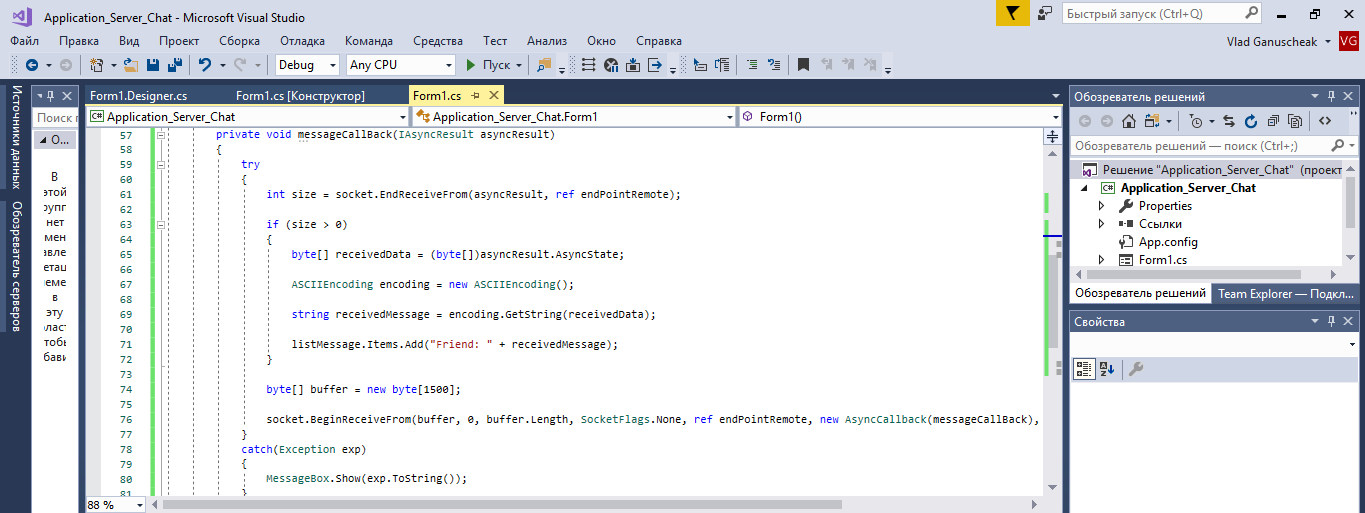 Application_Server_Chat - Microsoft Visual Studio
Быстрый запуск (Ctrl+Q)
Файл Правка Вид Проект Сборка Отладка Команда Средства Тест Анализ Окно Справка
Vlad Ganuscheak VG
Debug Any CPU Пуск
Источники данных
Обозреватель серверов
Поиск
О...
В
этой
рупп
нет
мен
авле
етац
еме
в
эту
ласт
тобы
бави
Form1.Designer.cs Form1.cs [Конструктор] Form1.cs
C# Application_Server_Chat Application_Server_Chat.Form1 Form1()
57 private void messageCallBack(IAsyncResult asyncResult)
58 {
59 try
60 {
61 int size = socket.EndReceiveFrom(asyncResult, ref endPointRemote);
62
63 if (size > 0)
64 {
65 byte[] receivedData = (byte[])asyncResult.AsyncState;
66
67 ASCIIEncoding encoding = new ASCIIEncoding();
68
69 string receivedMessage = encoding.GetString(receivedData);
70
71 listMessage.Items.Add("Friend: " + receivedMessage);
72 }
73
74 byte[] buffer = new byte[1500];
75
76 socket.BeginReceiveFrom(buffer, 0, buffer.Length, SocketFlags.None, ref endPointRemote, new AsyncCallback(messageCallBack),
77 }
78 catch(Exception exp)
79 {
80 MessageBox.Show(exp.ToString());
81 }
88 %
Обозреватель решений
Обозреватель решений — поиск (Ctrl+;)
Решение "Application_Server_Chat" (проект
C# Application_Server_Chat
Properties
Ссылки
App.config
Form1.cs
Обозреватель решений Team Explorer — Подкл...
Свойства